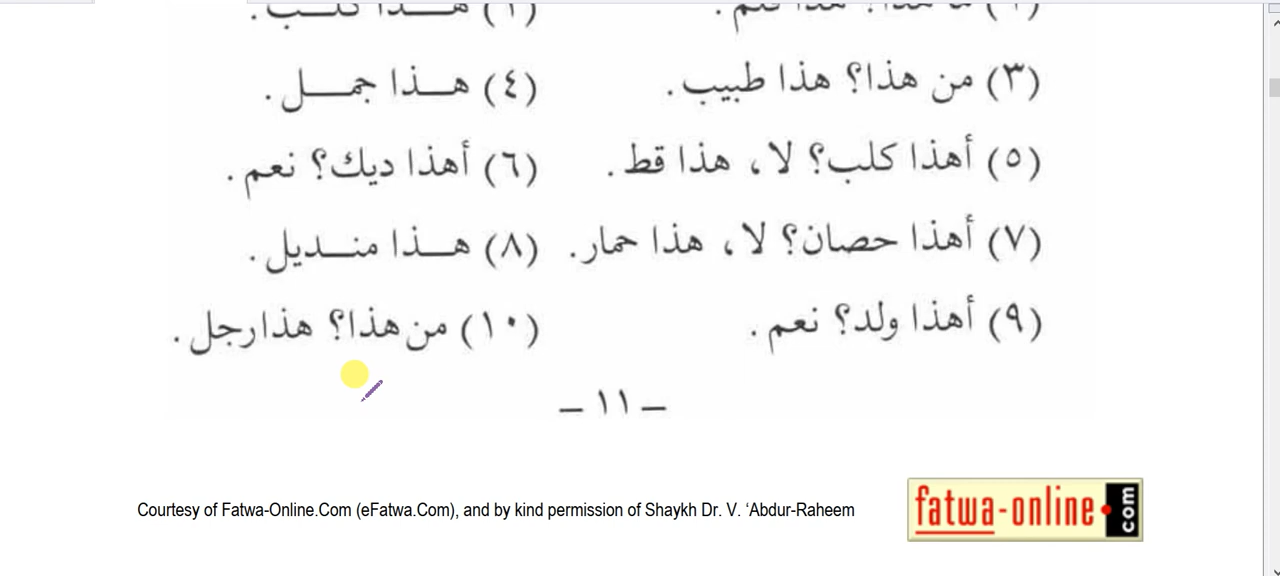 (٣) من هذا؟ هذا طبيب. (٤) هـذا جمـل.
(٥) أهذا كلب؟ لا، هذا قط. (٦) أهذا ديك؟ نعم.
(٧) أهذا حصان؟ لا، هذا حمار. (٨) هـذا منـديل.
(٩) أهذا ولد؟ نعم. (١٠) من هذا؟ هذا رجل.
– ١١ –
Courtesy of Fatwa-Online.Com (eFatwa.Com), and by kind permission of Shaykh Dr. V. ‘Abdur-Raheem
fatwa-online.com